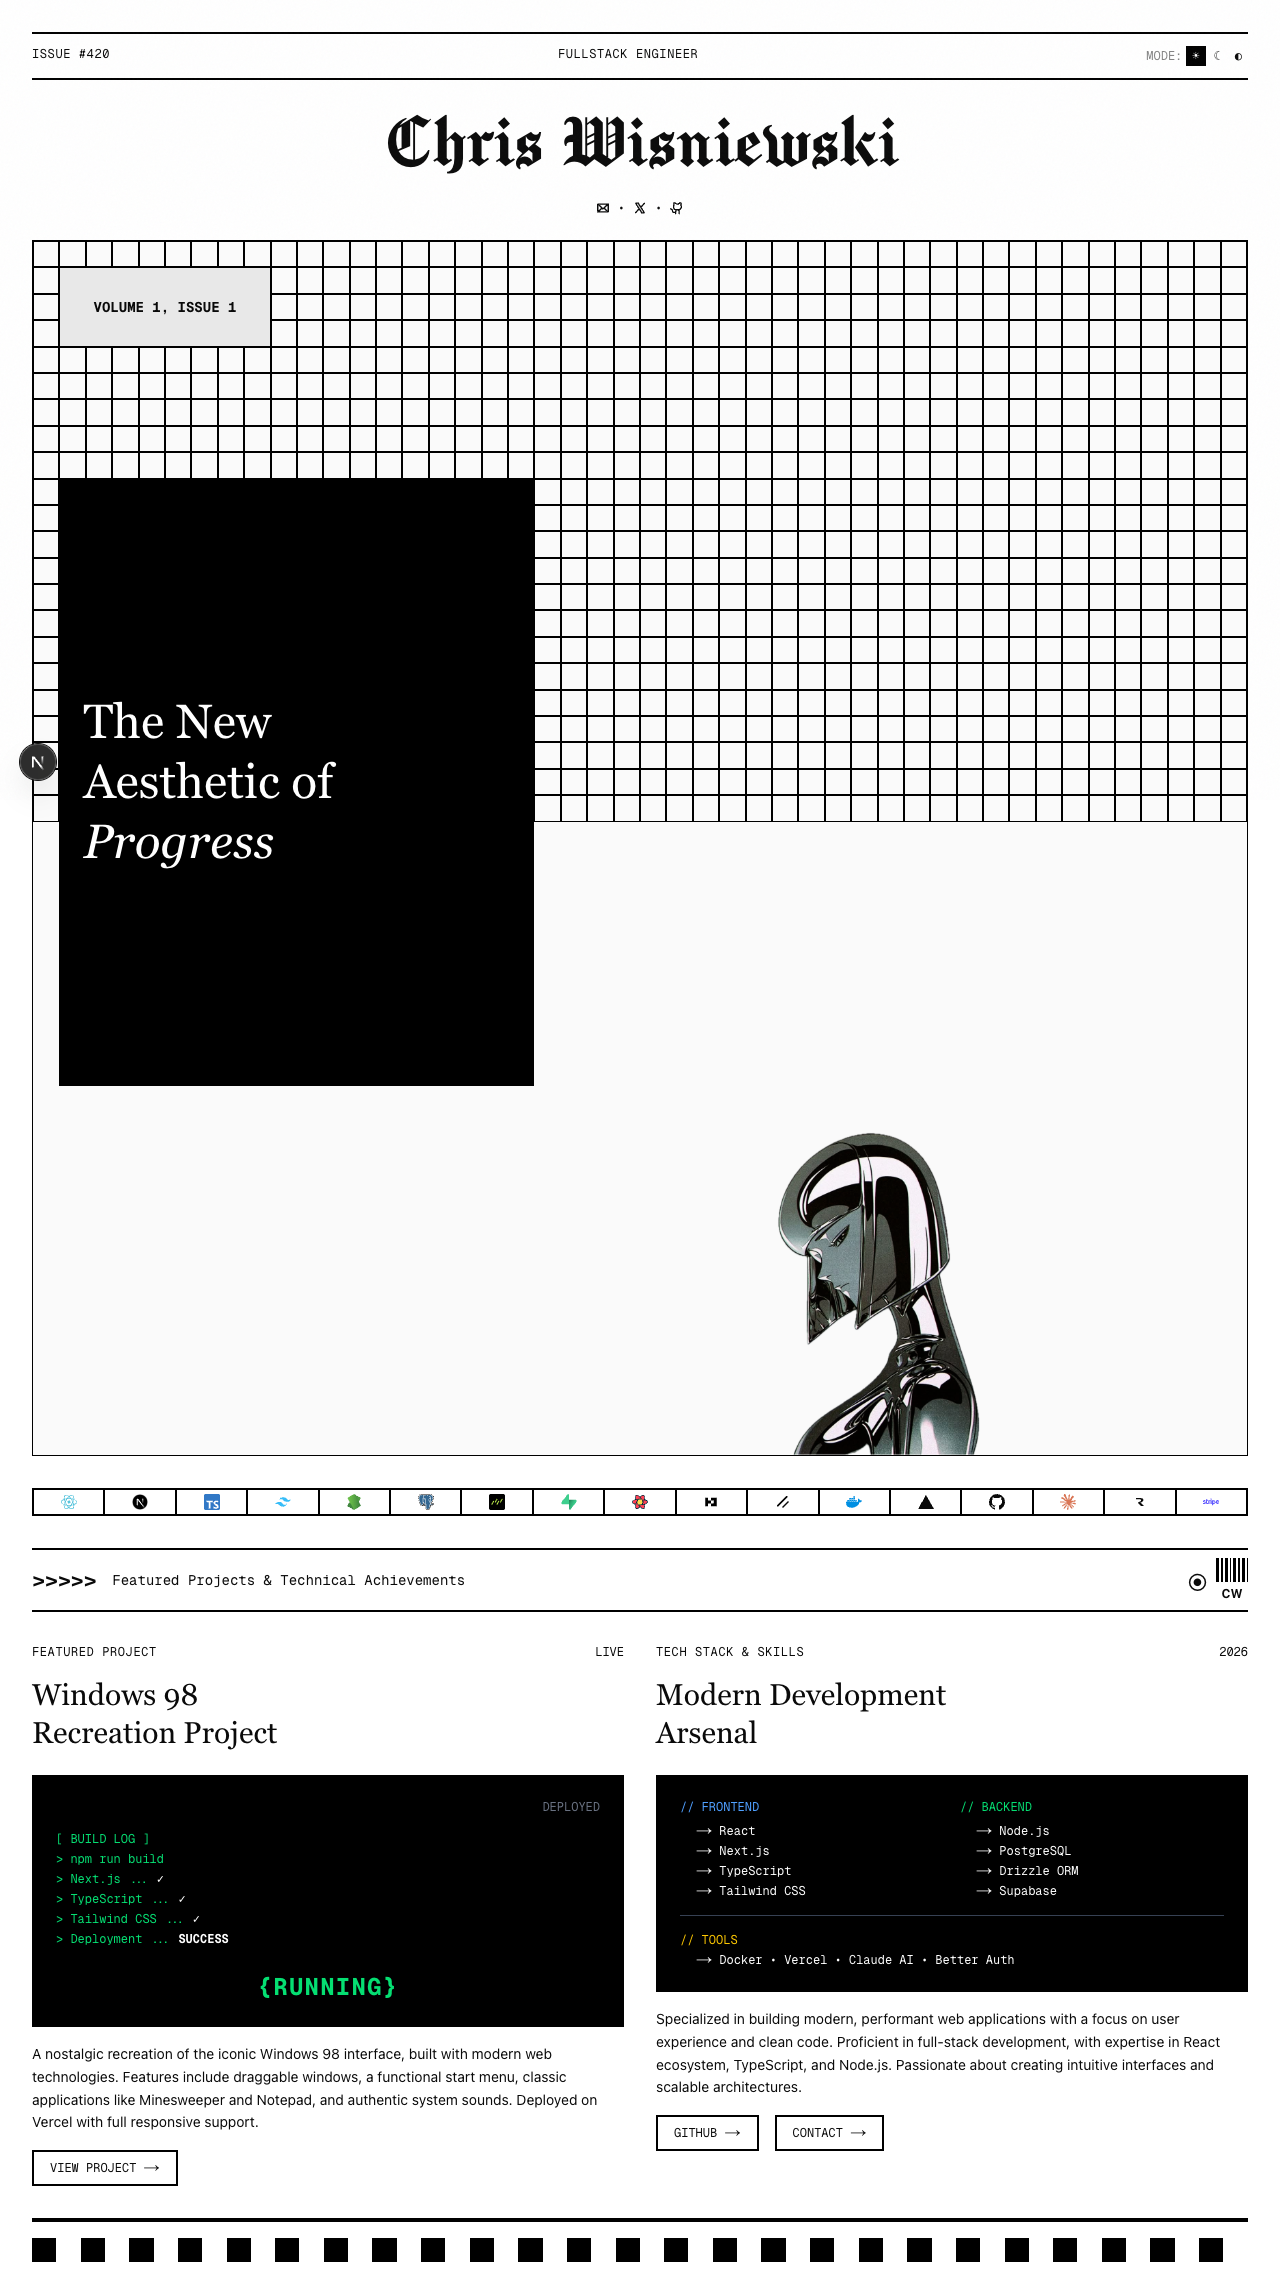 ISSUE #420
FULLSTACK ENGINEER
MODE:
Chris Wisniewski
VOLUME 1, ISSUE 1
The New
Aesthetic of
Progress
N
TS
N
stripe
>>>>> Featured Projects & Technical Achievements
CW
FEATURED PROJECT
LIVE
Windows 98
Recreation Project
DEPLOYED
[ BUILD LOG ]
> npm run build
> Next.js ... ✓
> TypeScript ... ✓
> Tailwind CSS ... ✓
> Deployment ... SUCCESS
{RUNNING}
A nostalgic recreation of the iconic Windows 98 interface, built with modern web
technologies. Features include draggable windows, a functional start menu, classic
applications like Minesweeper and Notepad, and authentic system sounds. Deployed on
Vercel with full responsive support.
VIEW PROJECT →
TECH STACK & SKILLS
2026
Modern Development
Arsenal
// FRONTEND
→ React
→ Next.js
→ TypeScript
→ Tailwind CSS
// BACKEND
→ Node.js
→ PostgreSQL
→ Drizzle ORM
→ Supabase
// TOOLS
→ Docker • Vercel • Claude AI • Better Auth
Specialized in building modern, performant web applications with a focus on user
experience and clean code. Proficient in full-stack development, with expertise in React
ecosystem, TypeScript, and Node.js. Passionate about creating intuitive interfaces and
scalable architectures.
GITHUB →
CONTACT →